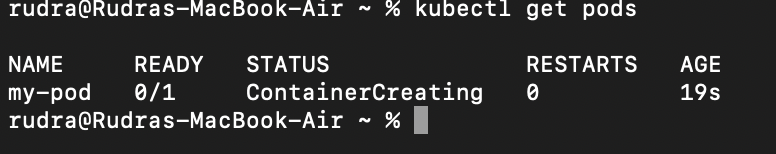 rudra@Rudras-MacBook-Air ~ % kubectl get pods
NAME READY STATUS RESTARTS AGE
my-pod 0/1 ContainerCreating 0 19s
rudra@Rudras-MacBook-Air ~ %